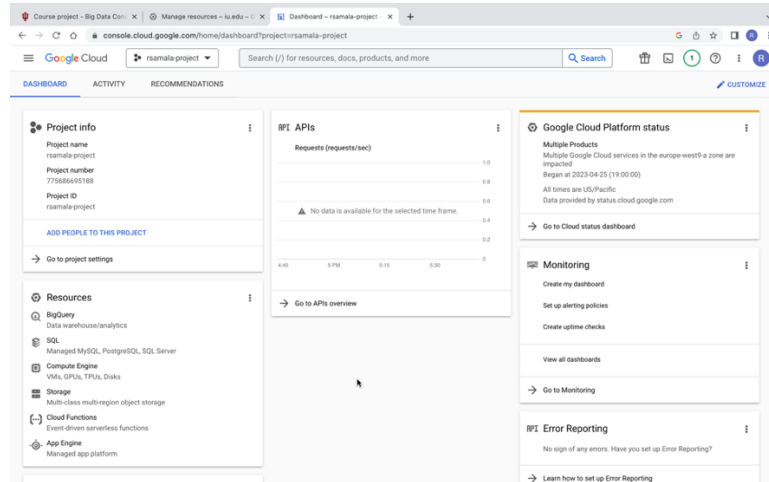 Course project - Big Data Con
Manage resources – iu.edu – G
Dashboard – rsamala-project -
console.cloud.google.com/home/dashboard?project=rsamala-project
G
R
Google Cloud
rsamala-project
Search (/) for resources, docs, products, and more
Search
1
R
DASHBOARD
ACTIVITY
RECOMMENDATIONS
CUSTOMIZE
Project info
Project name
rsamala-project
Project number
775686695188
Project ID
rsamala-project
ADD PEOPLE TO THIS PROJECT
Go to project settings
Resources
BigQuery
Data warehouse/analytics
SQL
Managed MySQL, PostgreSQL, SQL Server
Compute Engine
VMs, GPUs, TPUs, Disks
Storage
Multi-class multi-region object storage
Cloud Functions
Event-driven serverless functions
App Engine
Managed app platform
API APIs
Requests (requests/sec)
1.0
0.8
0.6
No data is available for the selected time frame.
0.4
0.2
0
4:45
5 PM
5:15
5:30
Go to APIs overview
Google Cloud Platform status
Multiple Products
Multiple Google Cloud services in the europe-west9-a zone are
impacted
Began at 2023-04-25 (19:00:00)
All times are US/Pacific
Data provided by status.cloud.google.com
Go to Cloud status dashboard
Monitoring
Create my dashboard
Set up alerting policies
Create uptime checks
View all dashboards
Go to Monitoring
API Error Reporting
No sign of any errors. Have you set up Error Reporting?
Learn how to set up Error Reporting